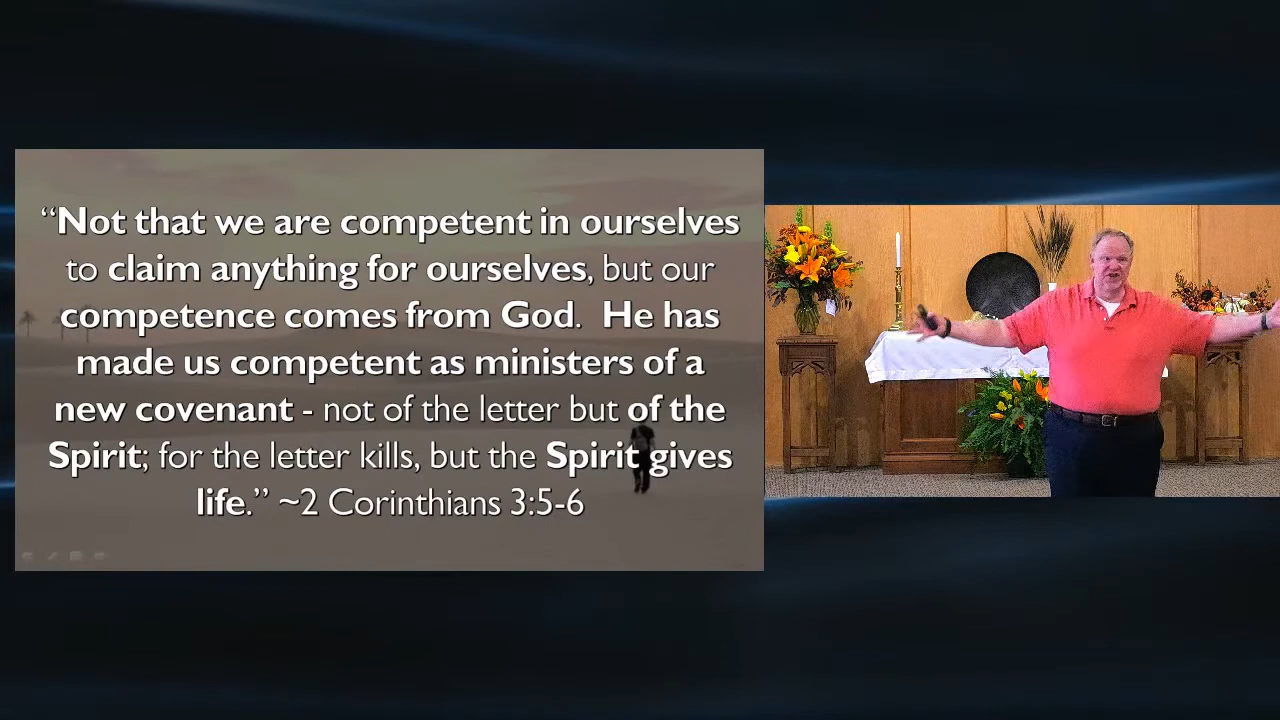 “Not that we are competent in ourselves
to claim anything for ourselves, but our
competence comes from God.  He has
made us competent as ministers of a
new covenant - not of the letter but of the
Spirit; for the letter kills, but the Spirit gives
life.” ~2 Corinthians 3:5-6